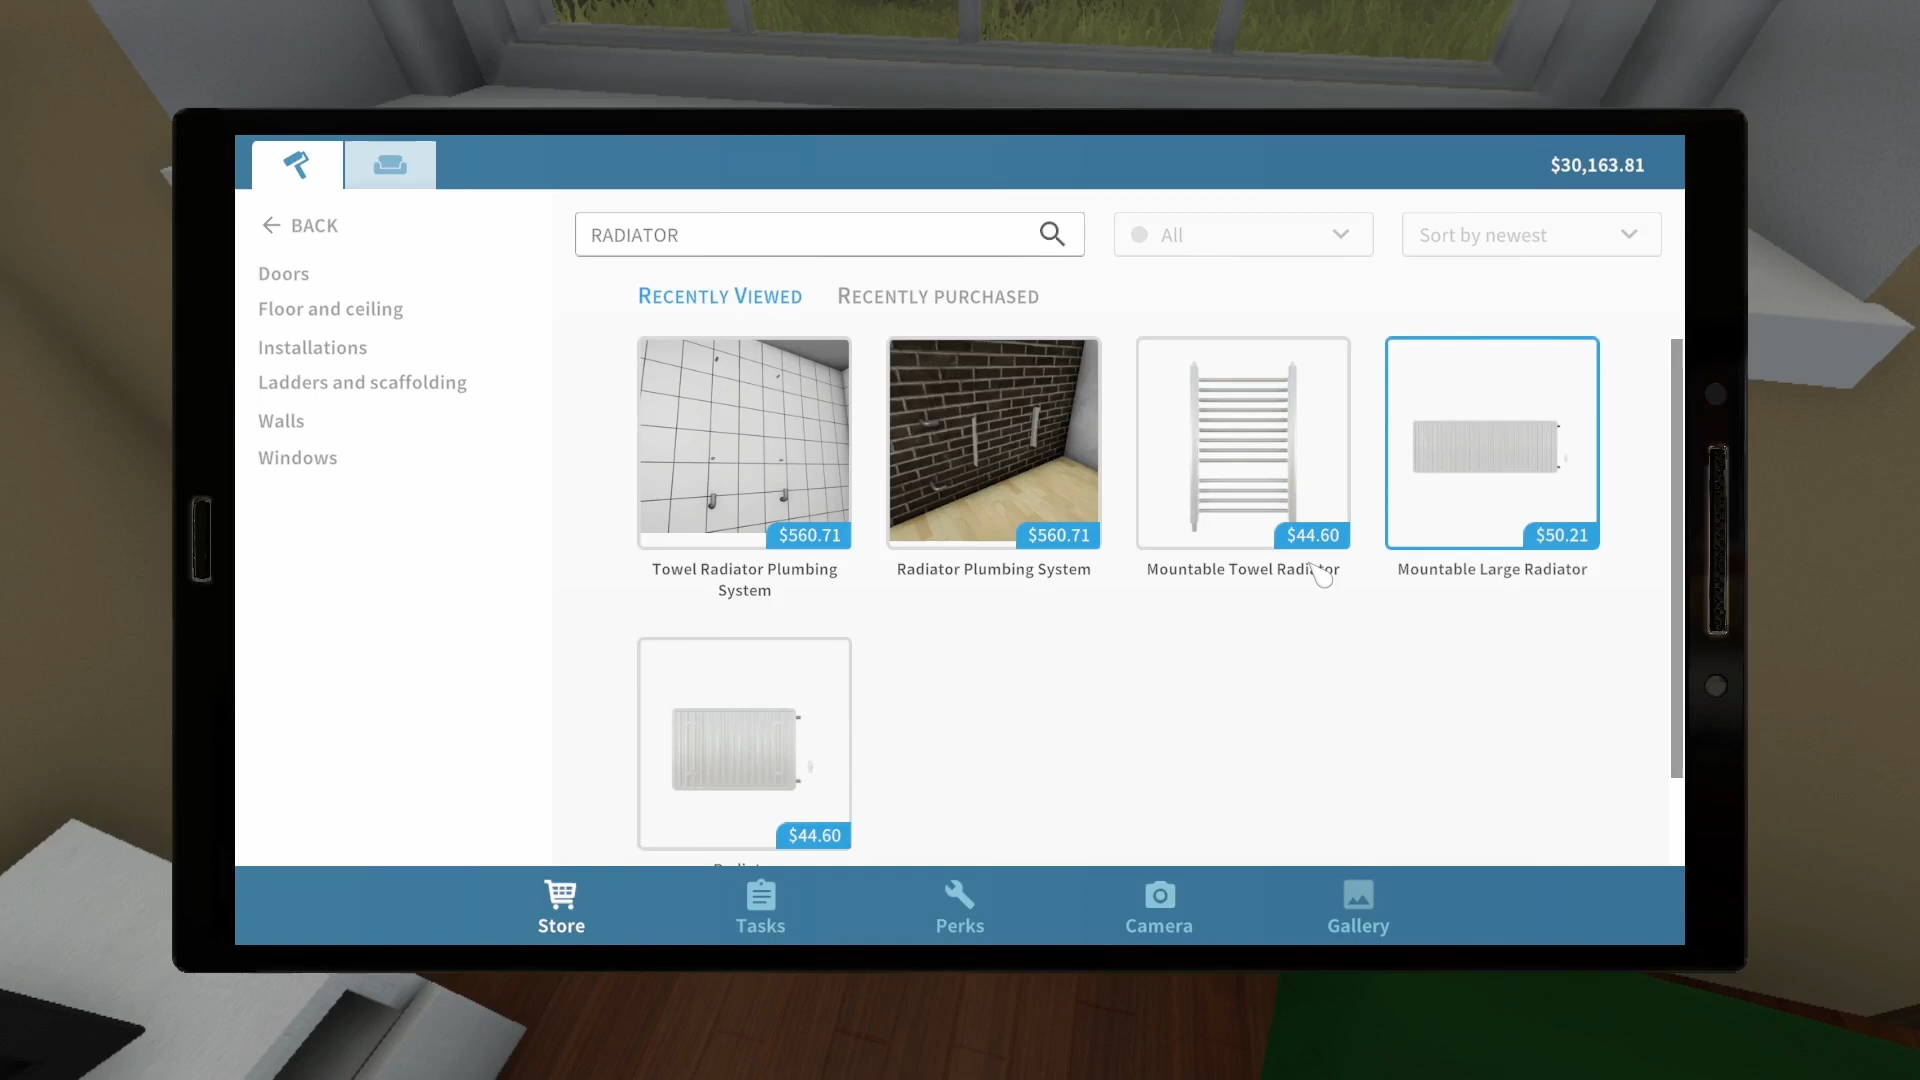 $30,163.81
BACK
RADIATOR
All
Sort by newest
Doors
Floor and ceiling
Installations
Ladders and scaffolding
Walls
Windows
RECENTLY VIEWED
RECENTLY PURCHASED
$560.71
$560.71
$44.60
$50.21
Towel Radiator Plumbing
System
Radiator Plumbing System
Mountable Towel Radiator
Mountable Large Radiator
$44.60
Store
Tasks
Perks
Camera
Gallery